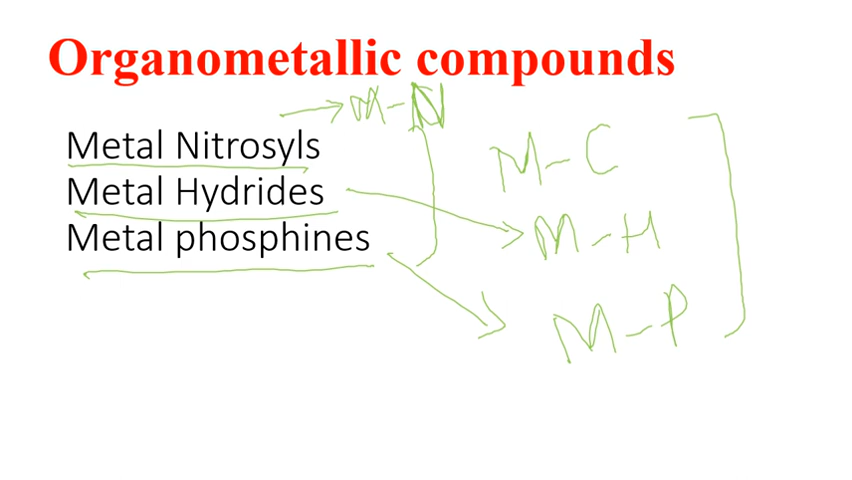 Organometallic compounds
M-N
Metal Nitrosyls
M-C
Metal Hydrides
M-H
Metal phosphines
M-P